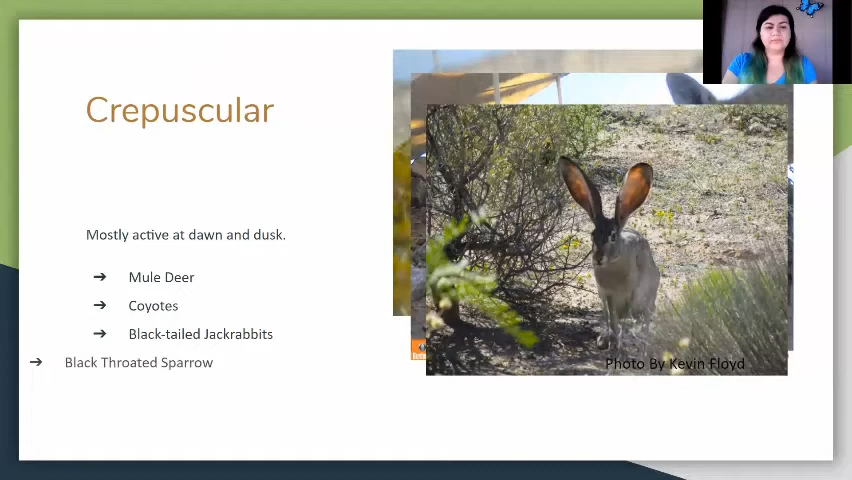 Crepuscular
Mostly active at dawn and dusk.
➔ Mule Deer
➔ Coyotes
➔ Black-tailed Jackrabbits
➔ Black Throated Sparrow
Photo By Kevin Floyd